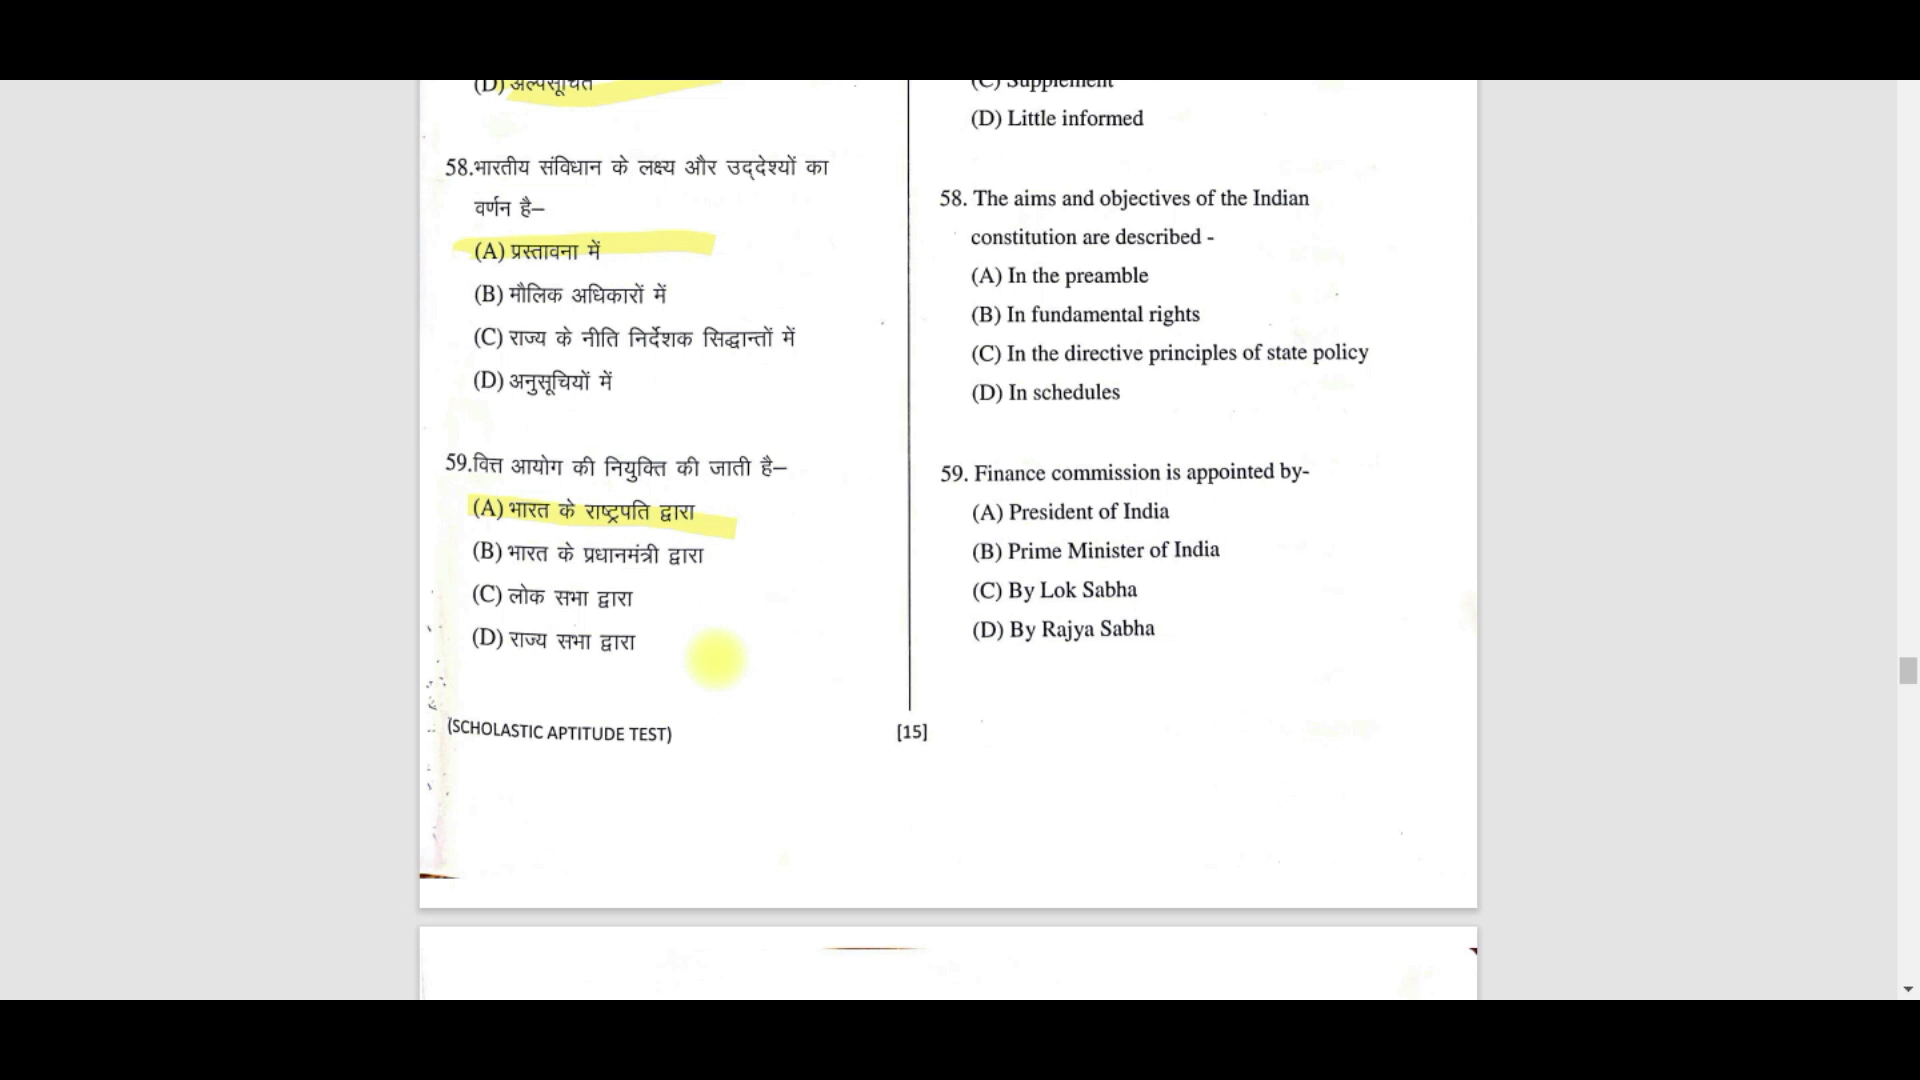 (D) अल्पसूचित
58.भारतीय संविधान के लक्ष्य और उद्देश्यों का
वर्णन है–
(A) प्रस्तावना में
(B) मौलिक अधिकारों में
(C) राज्य के नीति निर्देशक सिद्धान्तों में
(D) अनुसूचियों में
59.वित्त आयोग की नियुक्ति की जाती है–
(A) भारत के राष्ट्रपति द्वारा
(B) भारत के प्रधानमंत्री द्वारा
(C) लोक सभा द्वारा
(D) राज्य सभा द्वारा
(C) Supplement
(D) Little informed
58. The aims and objectives of the Indian
constitution are described -
(A) In the preamble
(B) In fundamental rights
(C) In the directive principles of state policy
(D) In schedules
59. Finance commission is appointed by-
(A) President of India
(B) Prime Minister of India
(C) By Lok Sabha
(D) By Rajya Sabha
(SCHOLASTIC APTITUDE TEST)
[15]